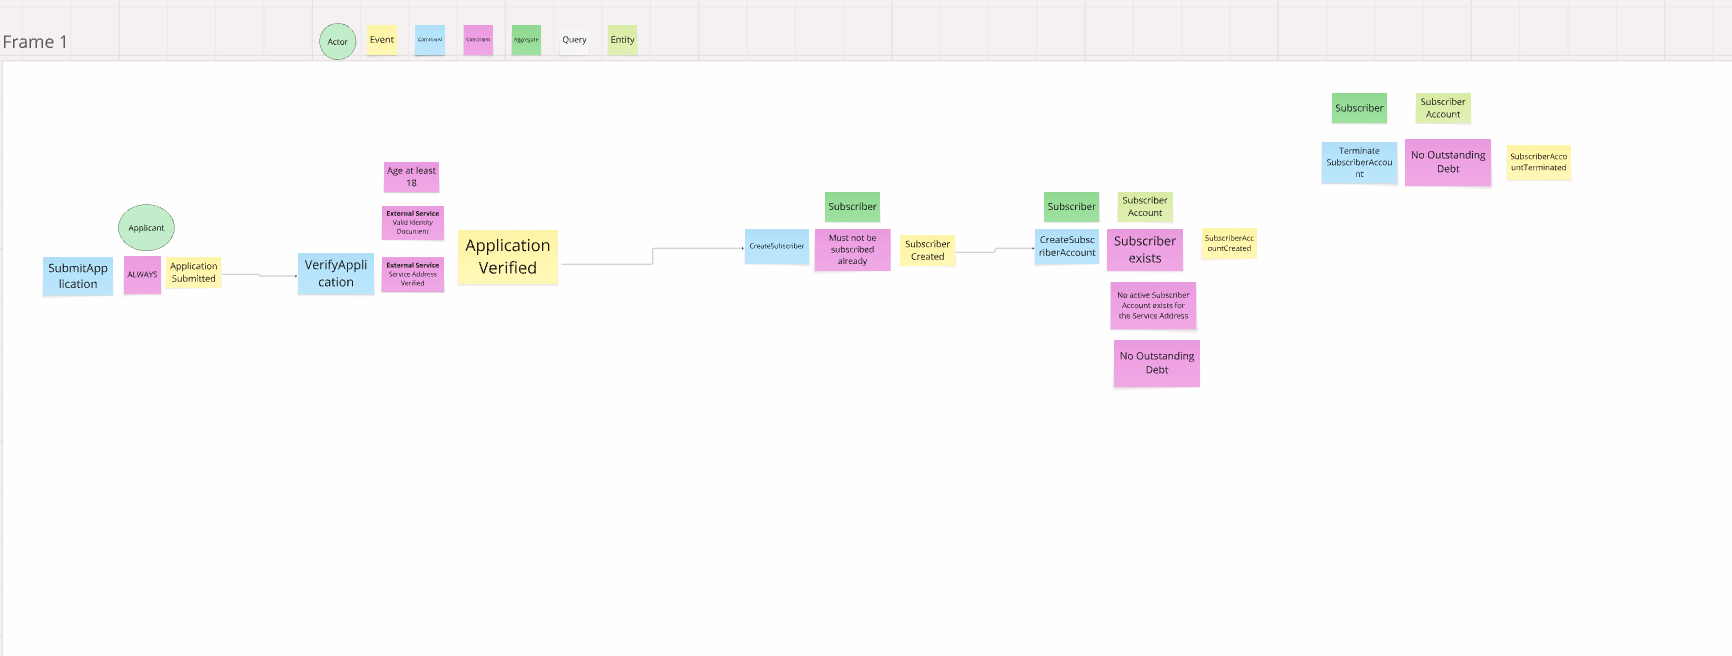 Frame 1
Actor
Event
Command
Constraint
Aggregate
Query
Entity
Subscriber
Subscriber
Account
Terminate
SubscriberAccou
nt
No Outstanding
Debt
SubscriberAcco
untTerminated
Age at least
18
External Service
Valid Identity
Document
External Service
Service Address
Verified
Applicant
SubmitApp
lication
ALWAYS
Application
Submitted
VerifyAppli
cation
Application
Verified
Subscriber
CreateSubscriber
Must not be
subscribed
already
Subscriber
Created
Subscriber
Subscriber
Account
CreateSubsc
riberAccount
Subscriber
exists
SubscriberAcc
ountCreated
No active Subscriber
Account exists for
the Service Address
No Outstanding
Debt